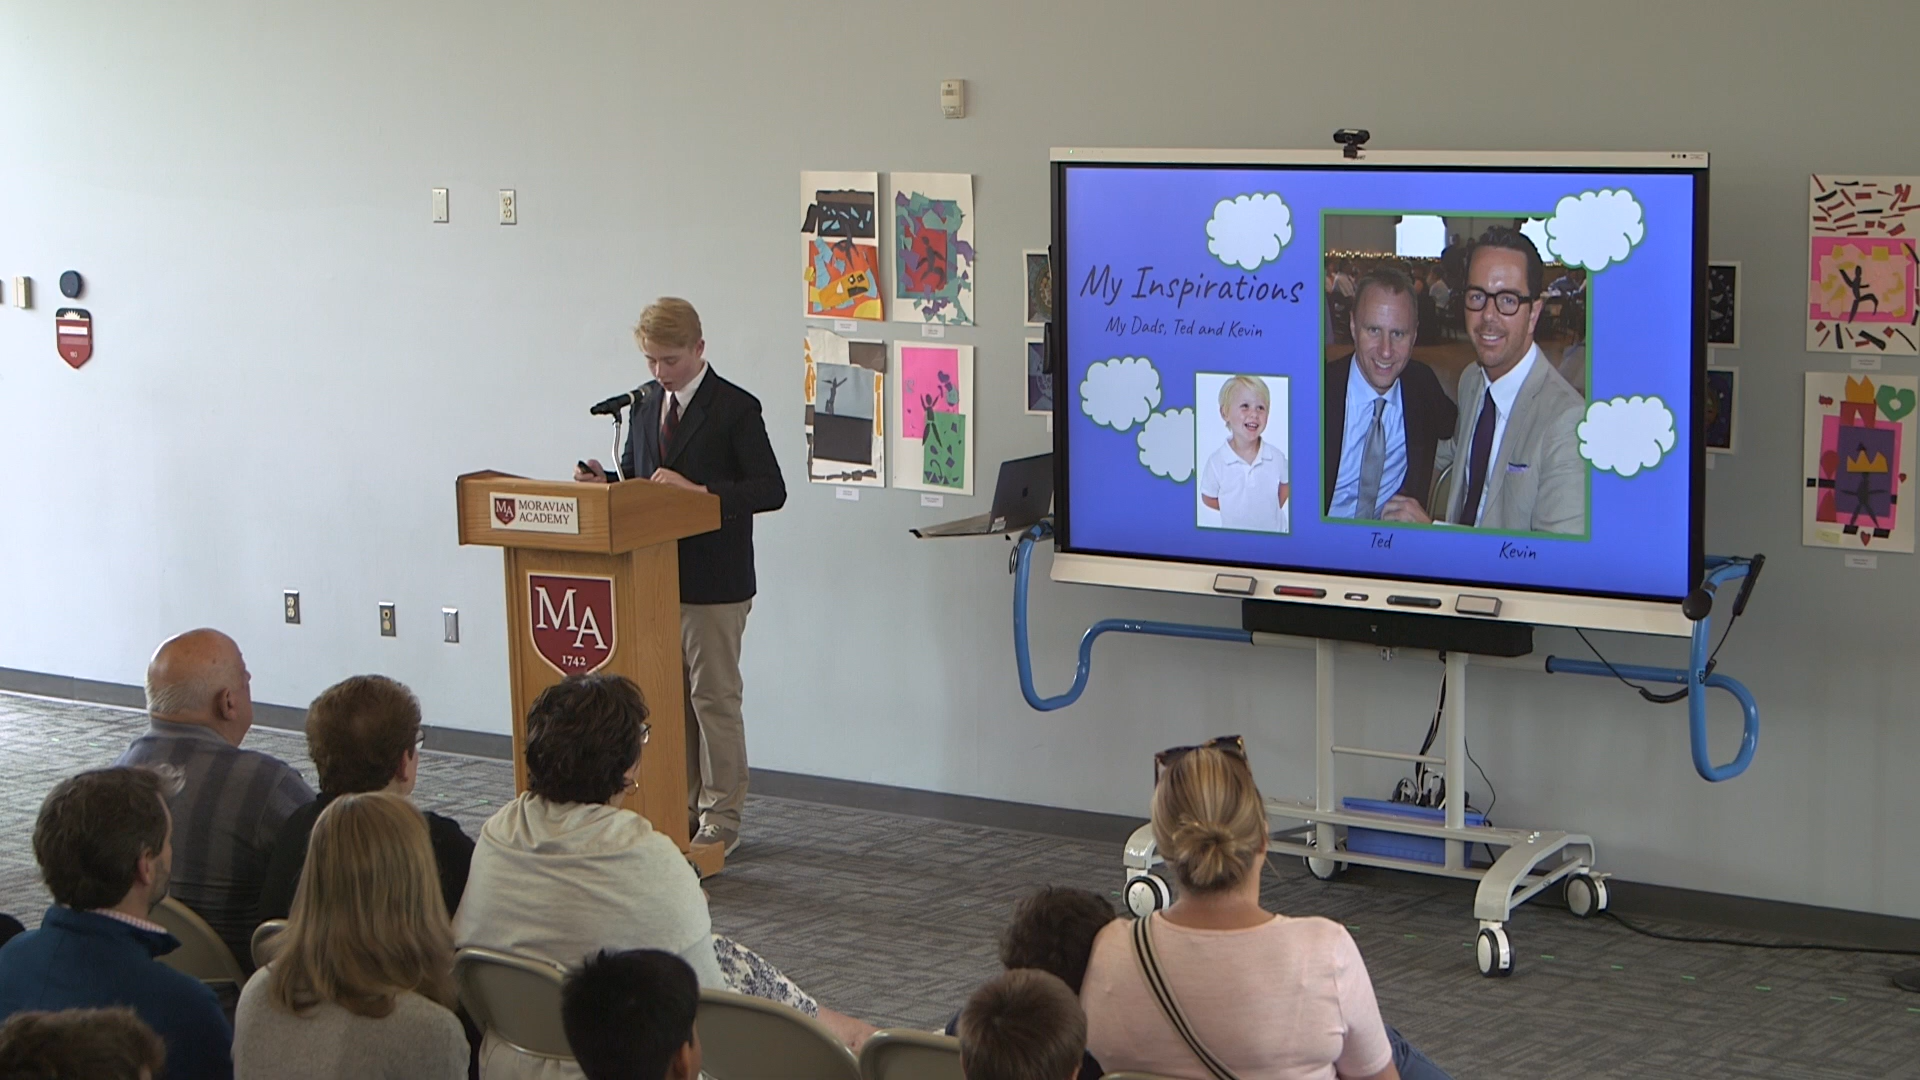 MA
MORAVIAN
ACADEMY
MA
1742
My Inspirations
My Dads, Ted and Kevin
Ted
Kevin